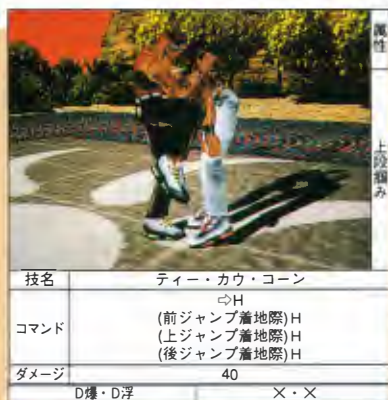 属性
上段掴み
技名 ティー・カウ・コーン
コマンド
⇨H
(前ジャンプ着地際)H
(上ジャンプ着地際)H
(後ジャンプ着地際)H
ダメージ 40
D爆・D浮 ×・×